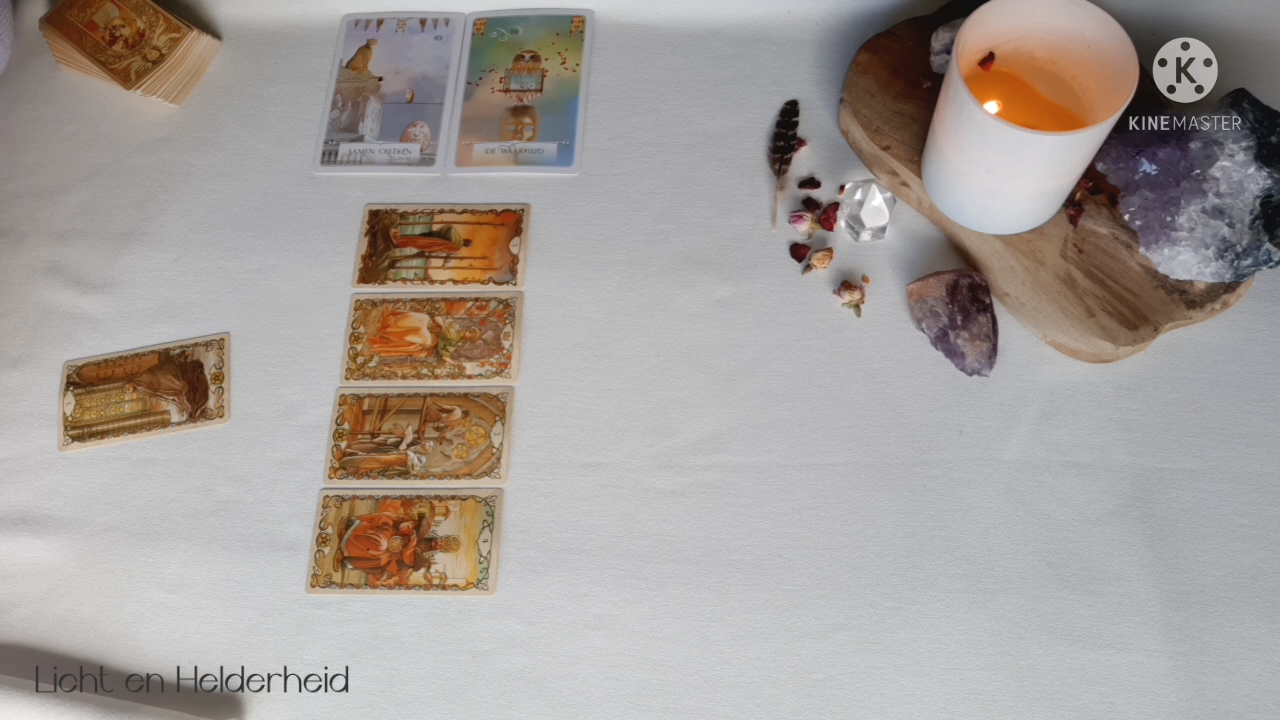 SAMEN CREËREN
DE WAARHEID
K
KINEMASTER
Licht en Helderheid